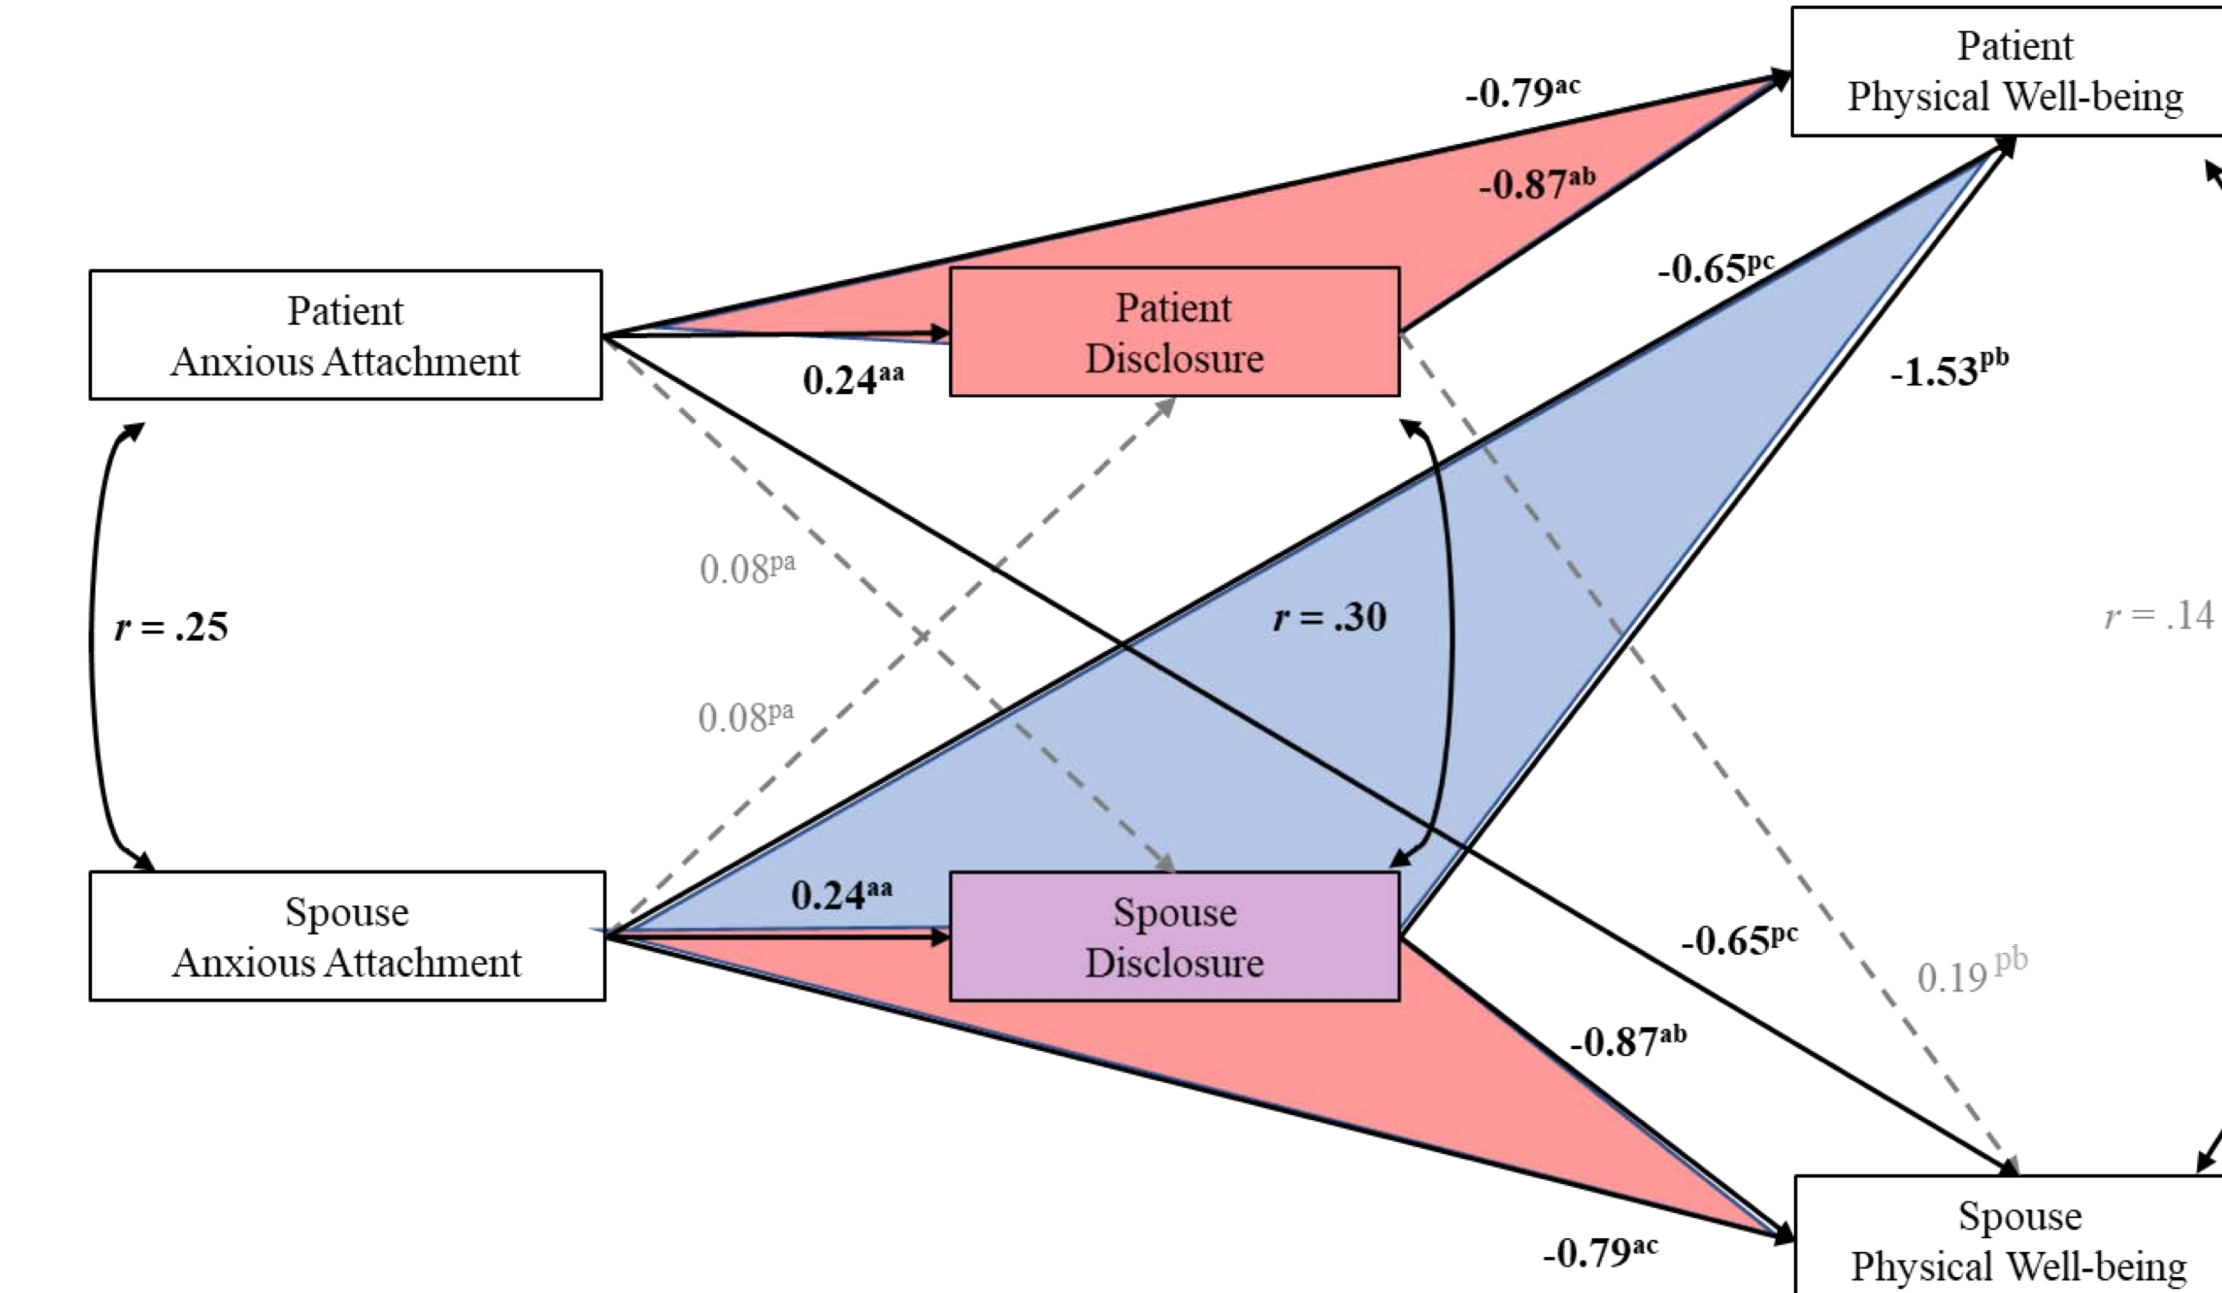 Patient
Physical Well-being
-0.79ac
-0.87ab
-0.65pc
Patient
Anxious Attachment
Patient
Disclosure
0.24aa
-1.53pb
0.08pa
r = .25
r = .30
r = .14
0.08pa
0.24aa
Spouse
Anxious Attachment
Spouse
Disclosure
-0.65pc
0.19 pb
-0.87ab
-0.79ac
Spouse
Physical Well-being